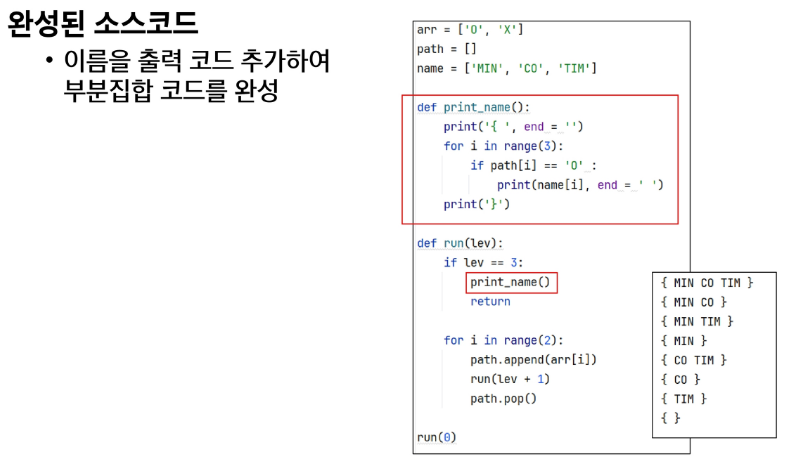 완성된 소스코드
• 이름을 출력 코드 추가하여
부분집합 코드를 완성
arr = ['O', 'X']
path = []
name = ['MIN', 'CO', 'TIM']
def print_name():
    print('{ ', end = '')
    for i in range(3):
        if path[i] == 'O' :
            print(name[i], end = ' ')
    print('}')
def run(lev):
    if lev == 3:
        print_name()
        return
    for i in range(2):
        path.append(arr[i])
        run(lev + 1)
        path.pop()
run(0)
{ MIN CO TIM }
{ MIN CO }
{ MIN TIM }
{ MIN }
{ CO TIM }
{ CO }
{ TIM }
{ }